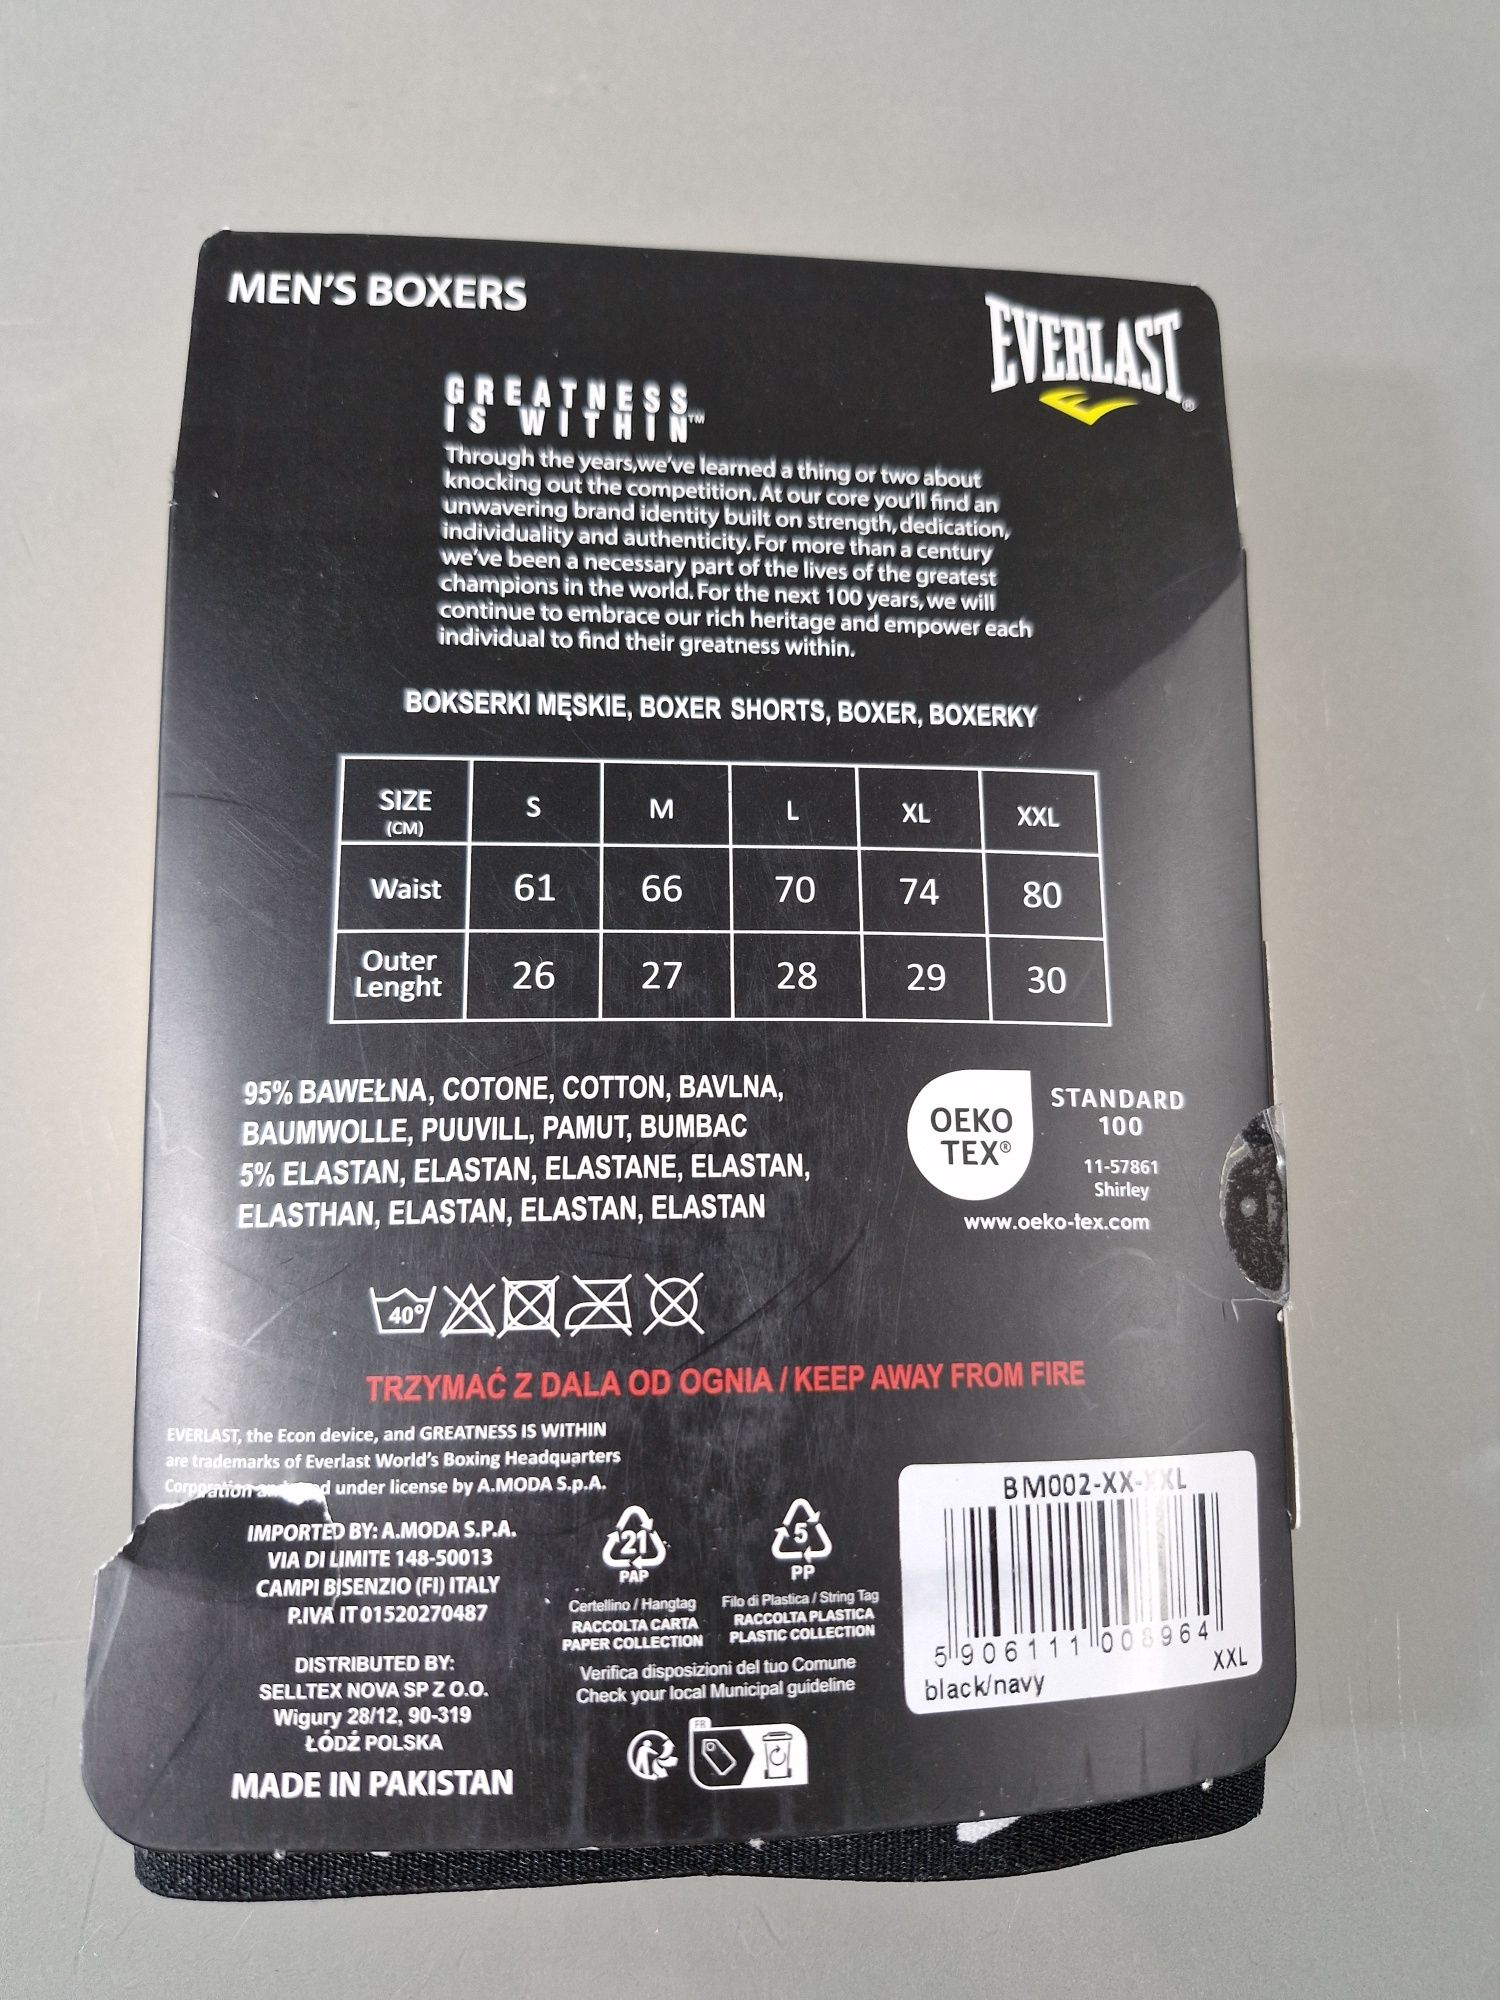 MEN'S BOXERS
EVERLAST®
GREATNESS
IS WITHIN™
Through the years,we've learned a thing or two about
knocking out the competition. At our core you'll find an
unwavering brand identity built on strength, dedication,
individuality and authenticity. For more than a century
we've been a necessary part of the lives of the greatest
champions in the world. For the next 100 years, we will
continue to embrace our rich heritage and empower each
individual to find their greatness within.
BOKSERKI MĘSKIE, BOXER SHORTS, BOXER, BOXERKY
SIZE (CM) S M L XL XXL
Waist 61 66 70 74 80
Outer Lenght 26 27 28 29 30
95% BAWEŁNA, COTONE, COTTON, BAVLNA,
BAUMWOLLE, PUUVILL, PAMUT, BUMBAC
5% ELASTAN, ELASTAN, ELASTANE, ELASTAN,
ELASTHAN, ELASTAN, ELASTAN, ELASTAN
OEKO
TEX®
STANDARD
100
11-57861
Shirley
www.oeko-tex.com
40°
TRZYMAĆ Z DALA OD OGNIA / KEEP AWAY FROM FIRE
EVERLAST, the Econ device, and GREATNESS IS WITHIN
are trademarks of Everlast World's Boxing Headquarters
Corporation under license by A.MODA S.p.A.
IMPORTED BY: A.MODA S.P.A.
VIA DI LIMITE 148-50013
CAMPI BISENZIO (FI) ITALY
P.IVA IT 01520270487
DISTRIBUTED BY:
SELLTEX NOVA SP Z O.O.
Wigury 28/12, 90-319
ŁÓDŹ POLSKA
MADE IN PAKISTAN
21
PAP
Certellino / Hangtag
RACCOLTA CARTA
PAPER COLLECTION
5
PP
Filo di Plastica / String Tag
RACCOLTA PLASTICA
PLASTIC COLLECTION
Verifica disposizioni del tuo Comune
Check your local Municipal guideline
FR
BM002-XX-XXL
5 906111 008964
black/navy
XXL